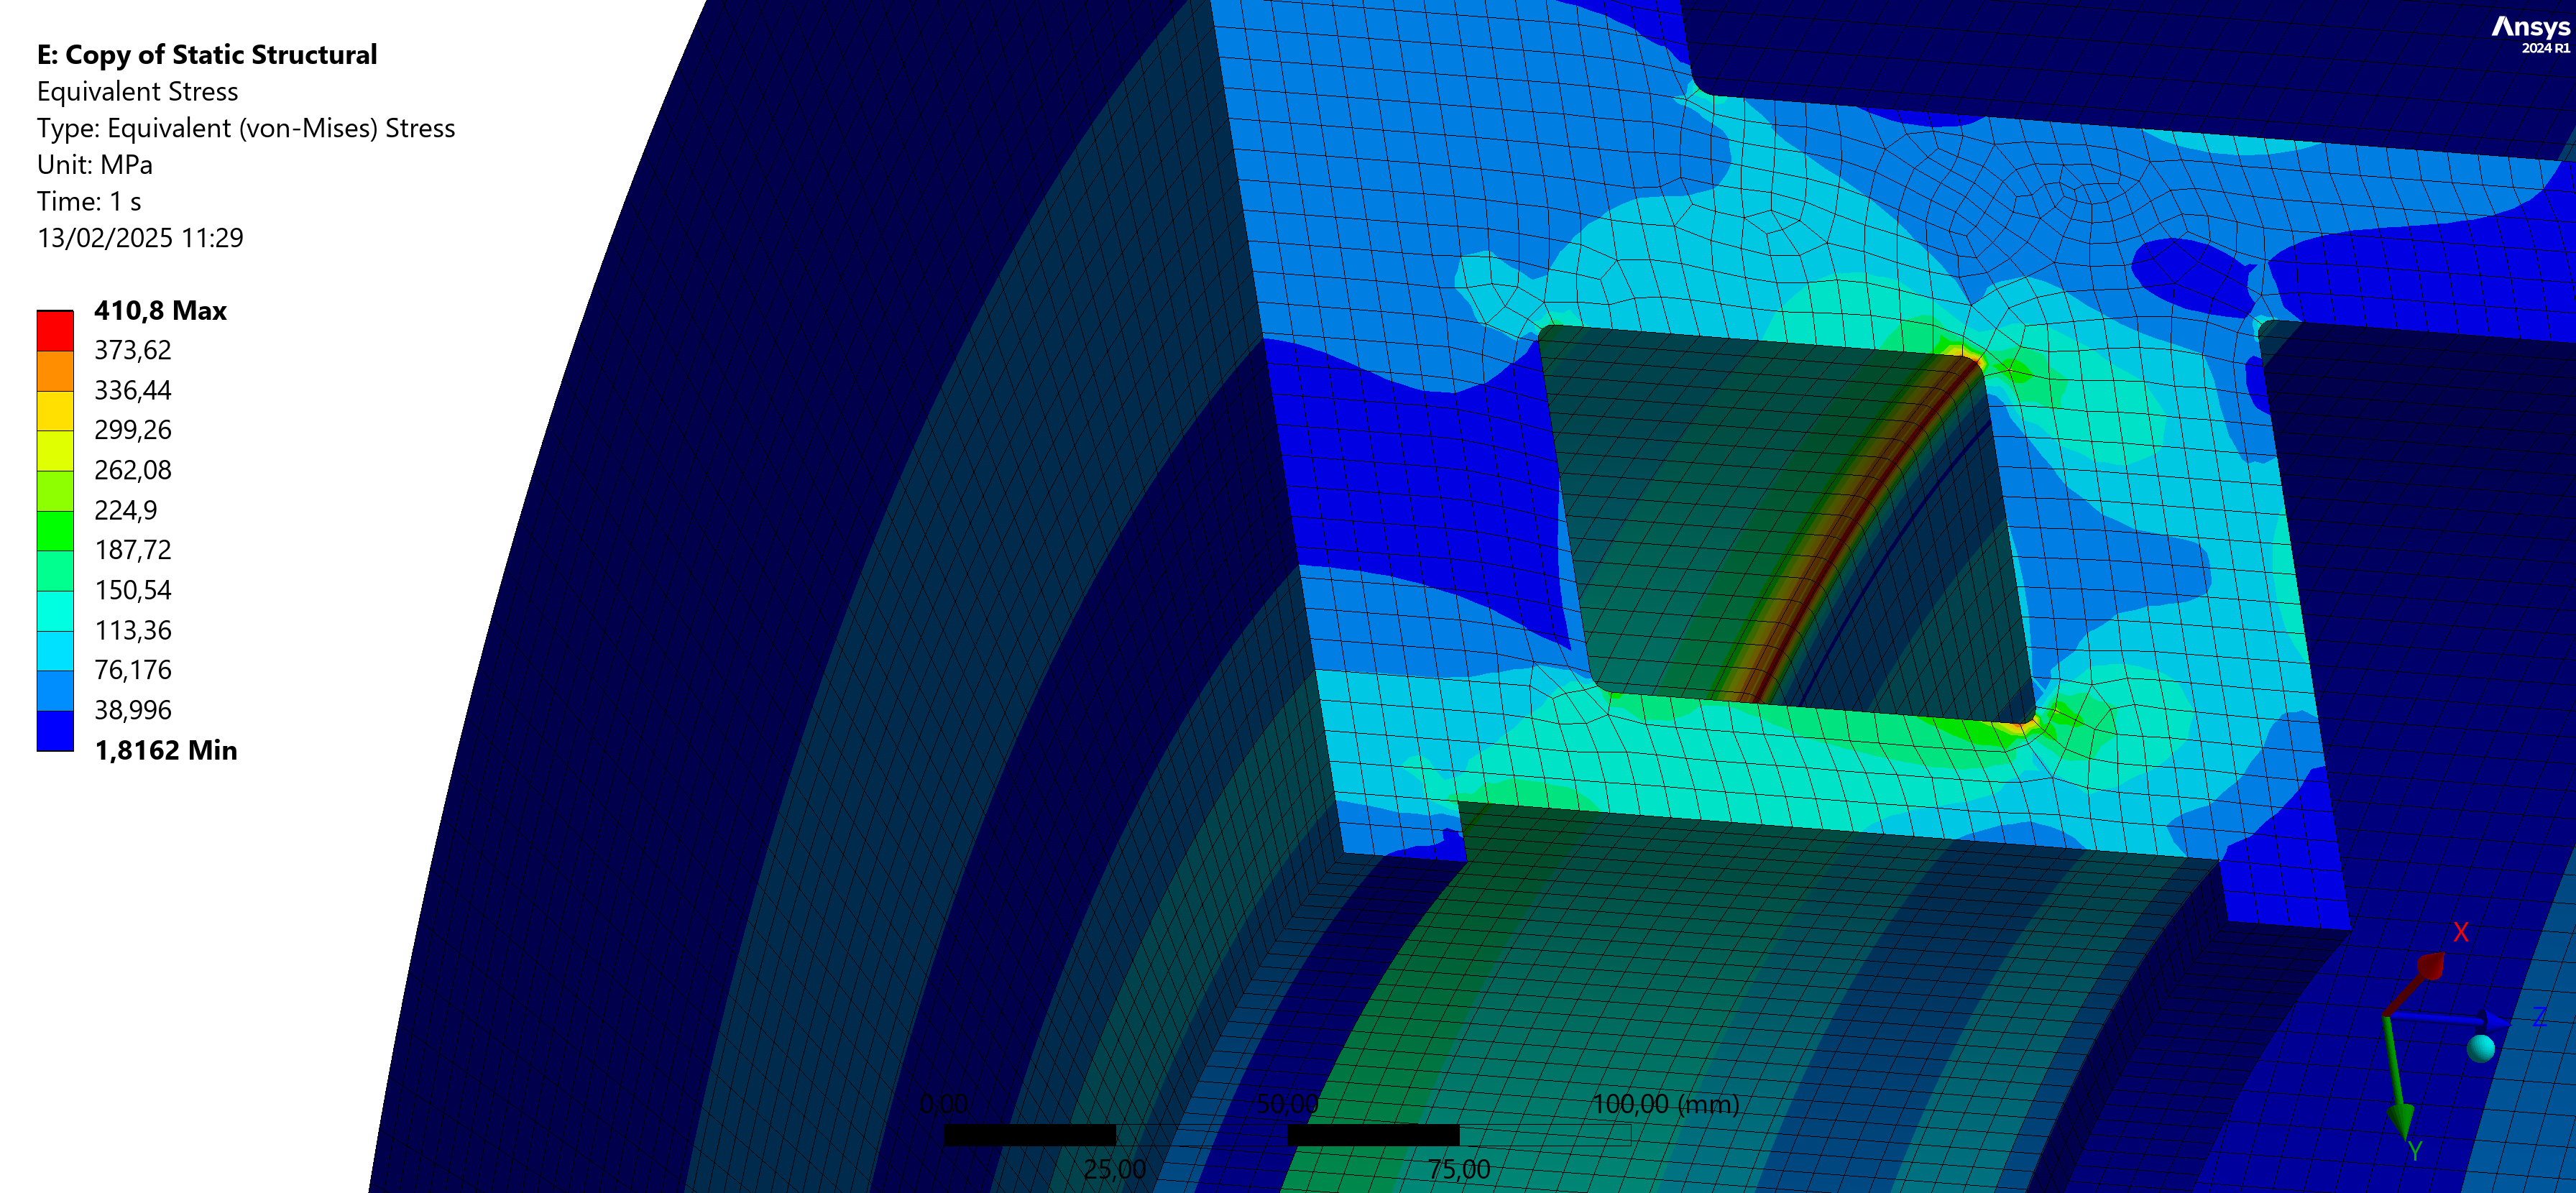 E: Copy of Static Structural
Equivalent Stress
Type: Equivalent (von-Mises) Stress
Unit: MPa
Time: 1 s
13/02/2025 11:29
410,8 Max
373,62
336,44
299,26
262,08
224,9
187,72
150,54
113,36
76,176
38,996
1,8162 Min
Ansys
2024 R1
X
Z
Y
0,00 50,00 100,00 (mm)
25,00 75,00